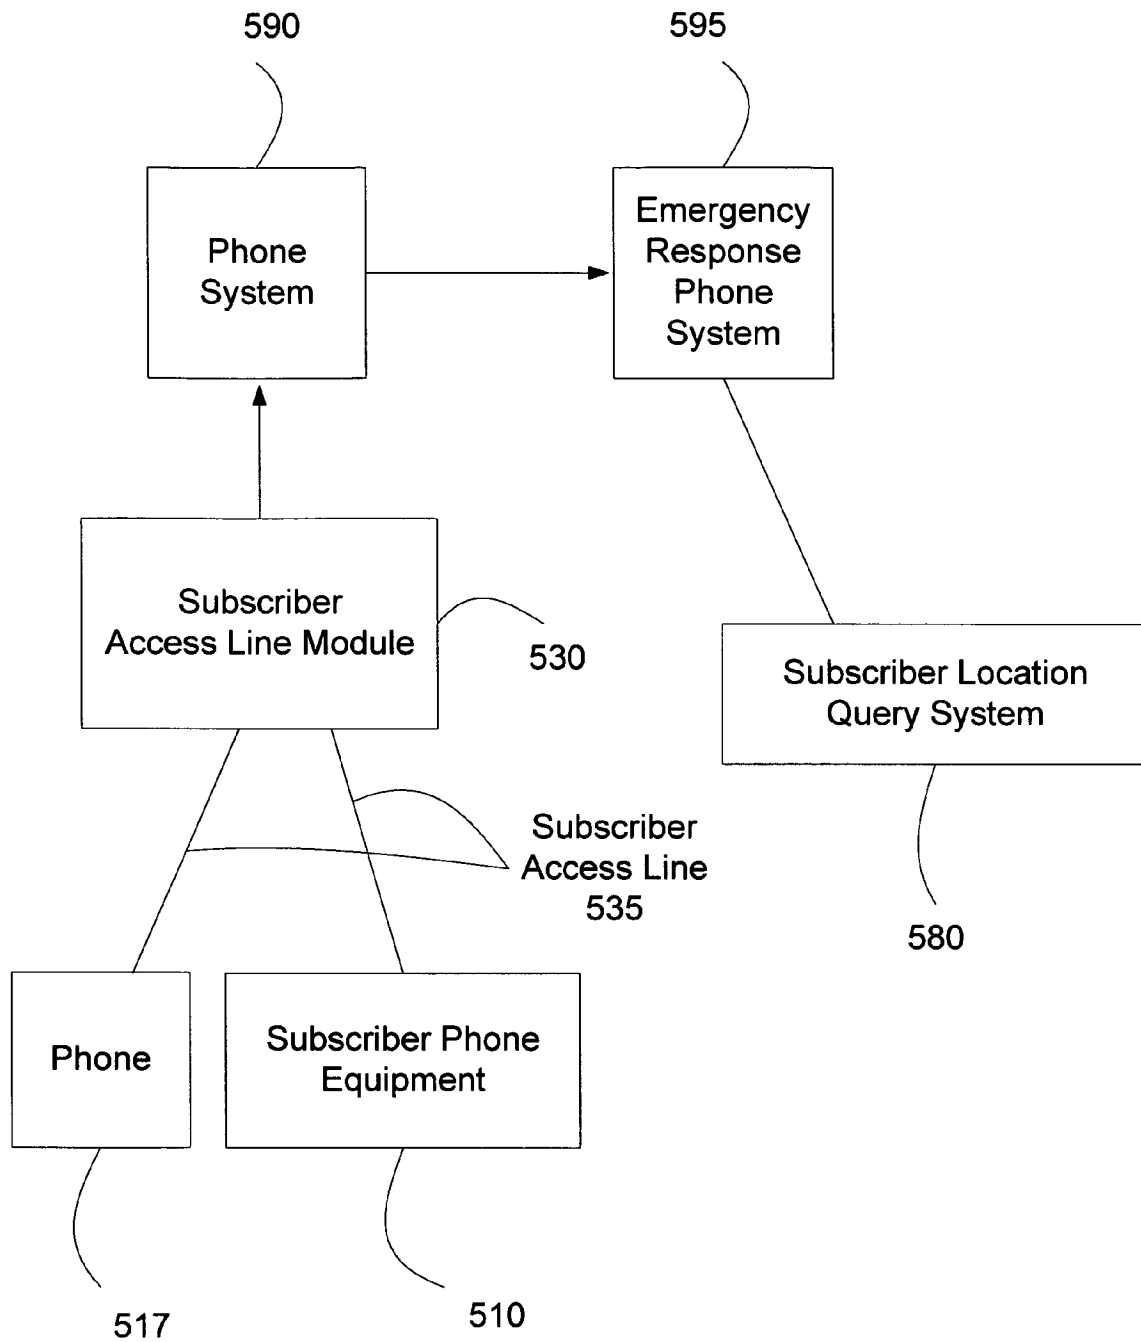 590
595
Phone
System
Emergency
Response
Phone
System
Subscriber
Access Line Module
530
Subscriber Location
Query System
580
Subscriber
Access Line
535
Phone
Subscriber Phone
Equipment
517
510